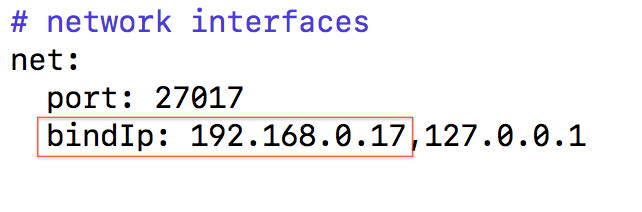 # network interfaces
net:
  port: 27017
  bindIp: 192.168.0.17,127.0.0.1